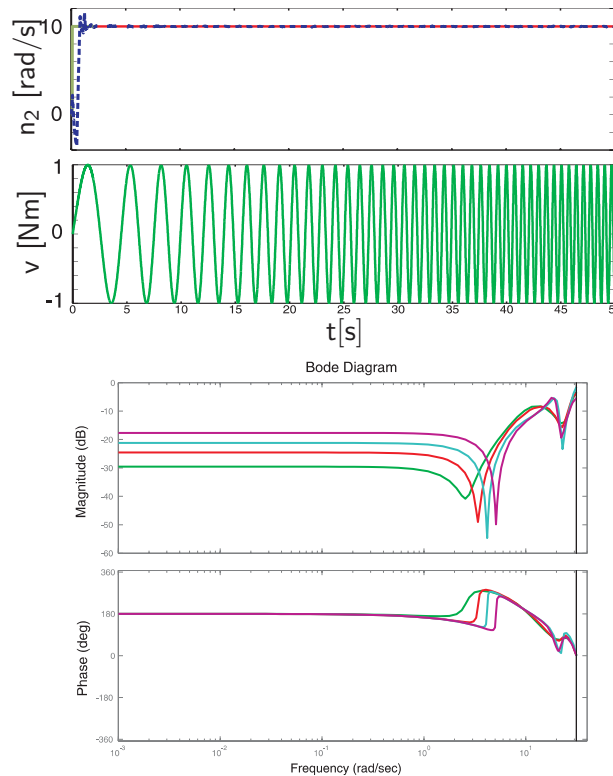 n2 [rad/s]
10
0
v [Nm]
1
0
-1
0 5 10 15 20 25 30 35 40 45 50
t[s]
Bode Diagram
Magnitude (dB)
0
-10
-20
-30
-40
-50
-60
Phase (deg)
360
180
0
-180
360
10^-3 10^-2 10^-1 10^0 10^1
Frequency (rad/sec)